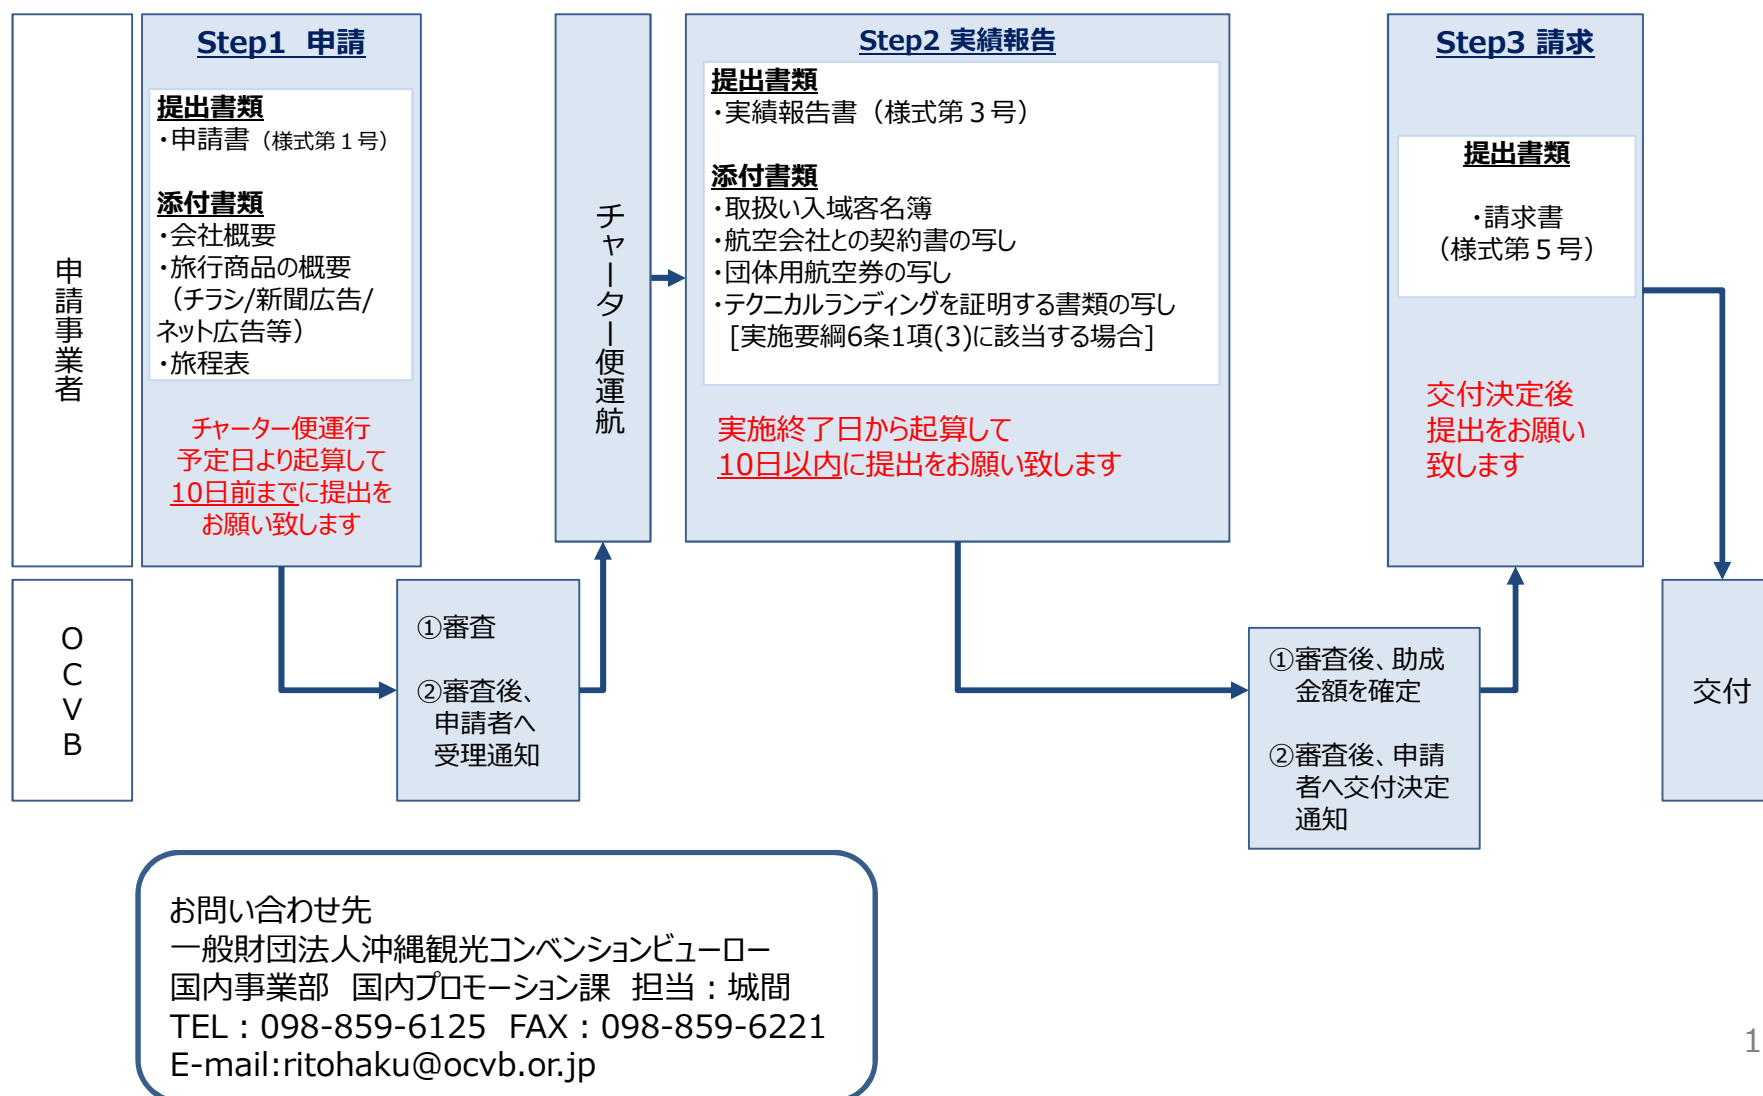 申請事業者
Step1 申請
提出書類
・申請書（様式第１号）
添付書類
・会社概要
・旅行商品の概要
（チラシ/新聞広告/
ネット広告等）
・旅程表
チャーター便運行
予定日より起算して
10日前までに提出を
お願い致します
チャーター便運航
Step2 実績報告
提出書類
・実績報告書（様式第３号）
添付書類
・取扱い入域客名簿
・航空会社との契約書の写し
・団体用航空券の写し
・テクニカルランディングを証明する書類の写し
[実施要綱6条1項(3)に該当する場合]
実施終了日から起算して
10日以内に提出をお願い致します
Step3 請求
提出書類
・請求書
（様式第５号）
交付決定後
提出をお願い
致します
OCVB
①審査
②審査後、
申請者へ
受理通知
①審査後、助成
金額を確定
②審査後、申請
者へ交付決定
通知
交付
お問い合わせ先
一般財団法人沖縄観光コンベンションビューロー
国内事業部 国内プロモーション課 担当：城間
TEL：098-859-6125 FAX：098-859-6221
E-mail:ritohaku@ocvb.or.jp
1